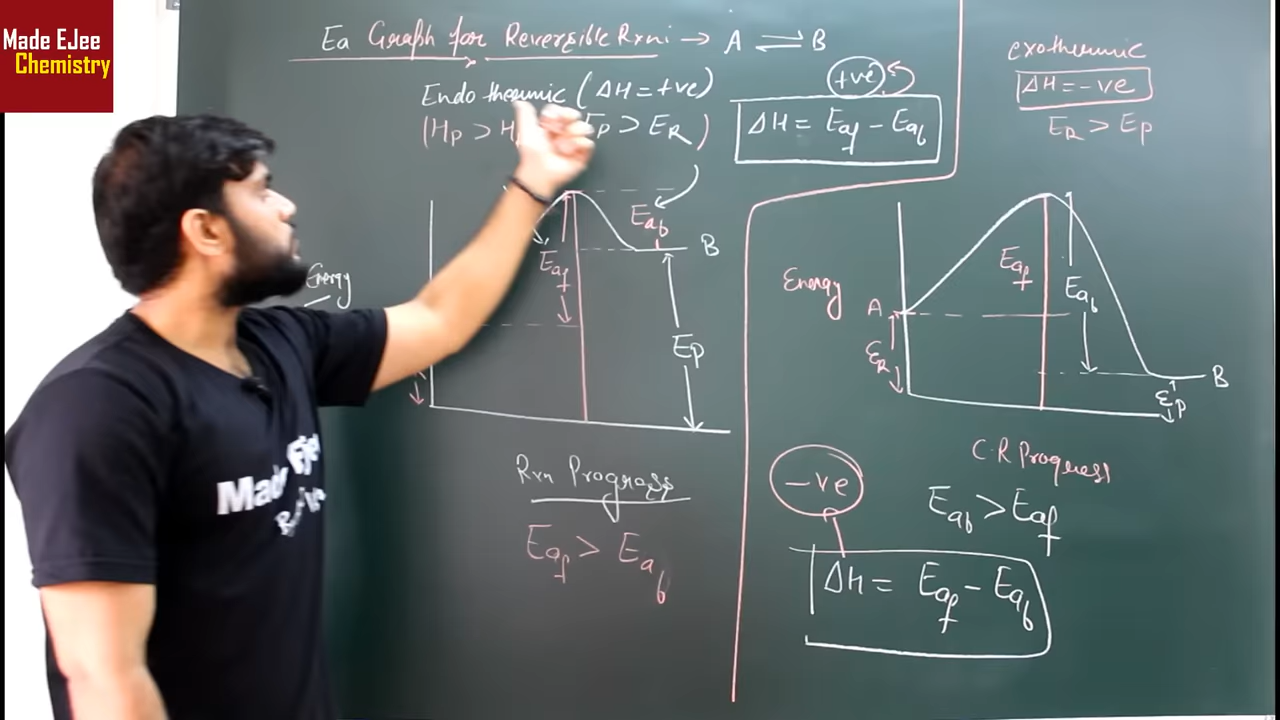 Made EJee
Chemistry
Ea Graph for Reversible Rxn: → A ⇌ B
Endothermic (ΔH = +ve)
(Hp > H Ep > ER)
+ve
ΔH = Eaf - Eab
Energy
Eaf
Eab
B
Ep
Rxn Progress
Eaf > Eab
exothermic
ΔH = -ve
ER > Ep
Energy
A
ER
Eaf
Eab
B
Ep
C.R Progress
Eab > Eaf
-ve
ΔH = Eaf - Eab